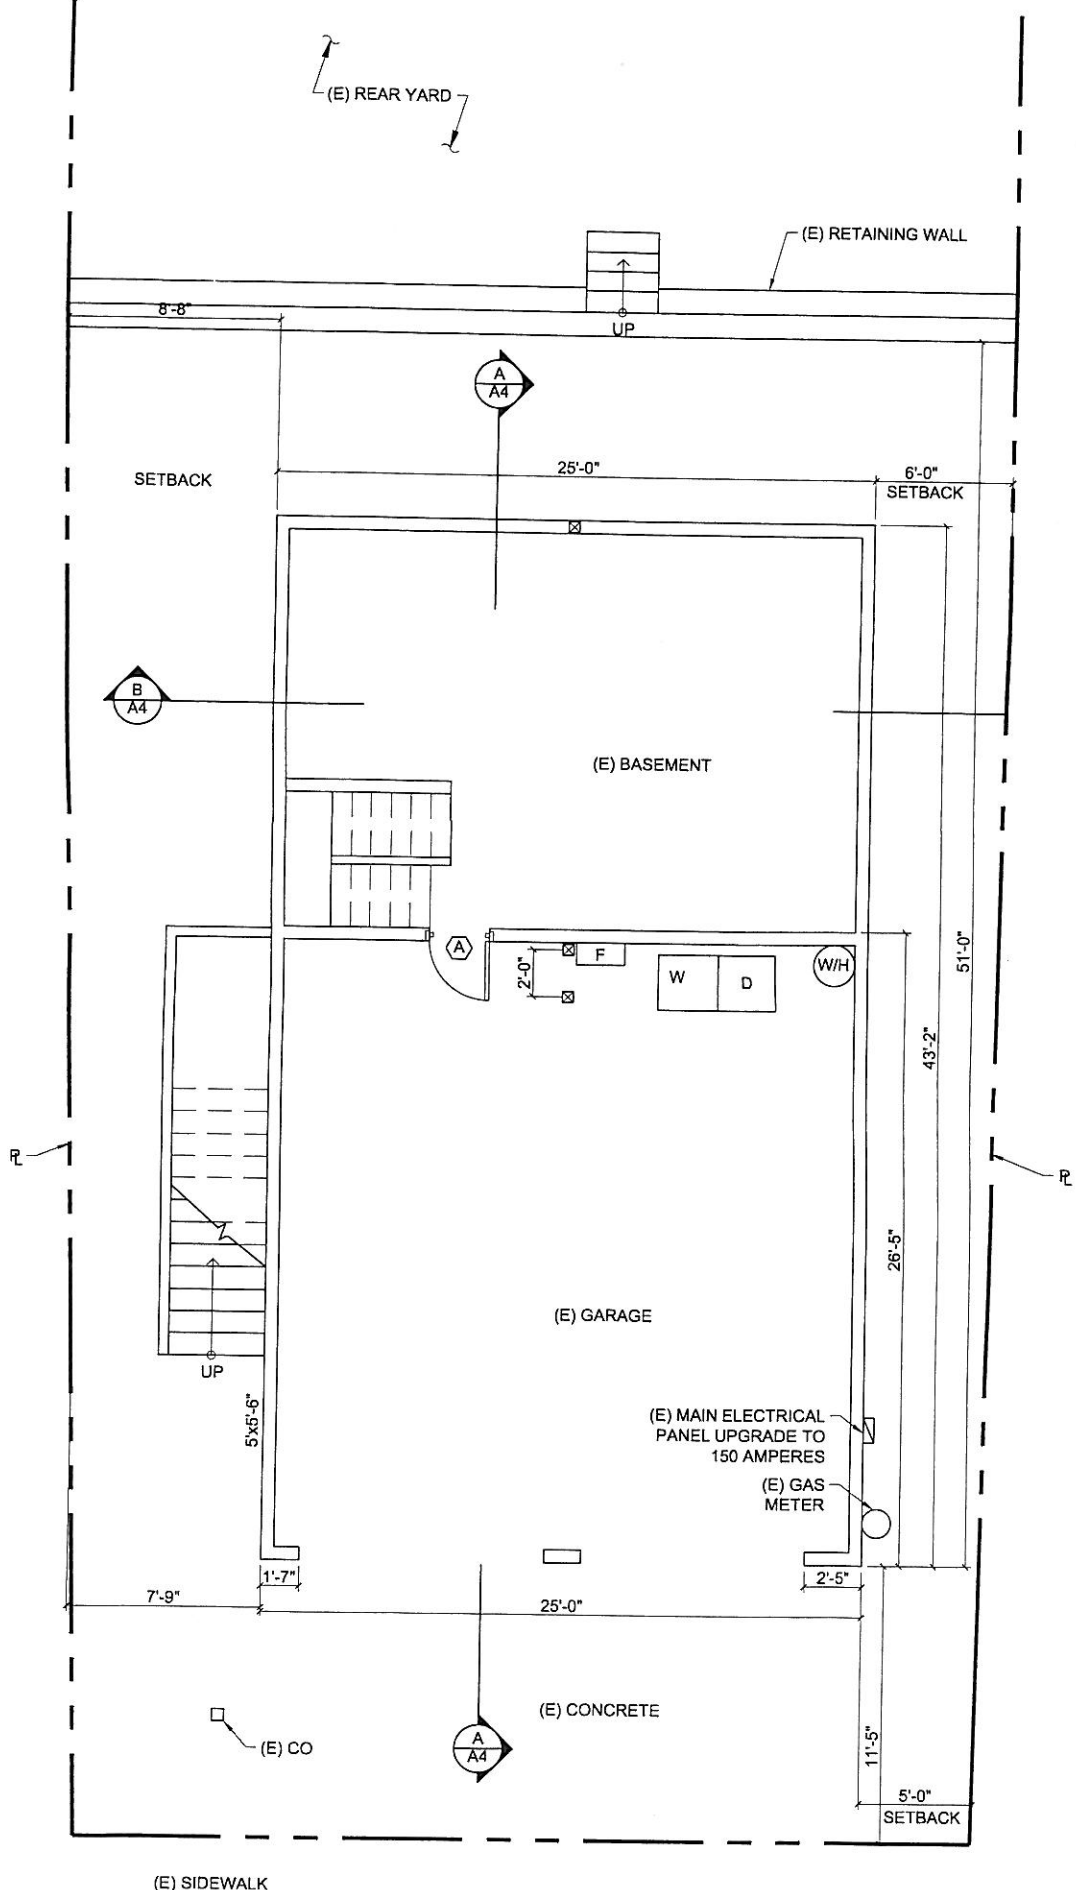 (E) REAR YARD
(E) RETAINING WALL
8'-8"
UP
A
A4
SETBACK
25'-0"
6'-0"
SETBACK
B
A4
(E) BASEMENT
A
F
W
D
W/H
2'-0"
51'-0"
43'-2"
PL
PL
26'-5"
(E) GARAGE
UP
5'x5'-6"
(E) MAIN ELECTRICAL
PANEL UPGRADE TO
150 AMPERES
(E) GAS
METER
1'-7"
2'-5"
7'-9"
25'-0"
(E) CONCRETE
(E) CO
A
A4
11'-5"
5'-0"
SETBACK
(E) SIDEWALK